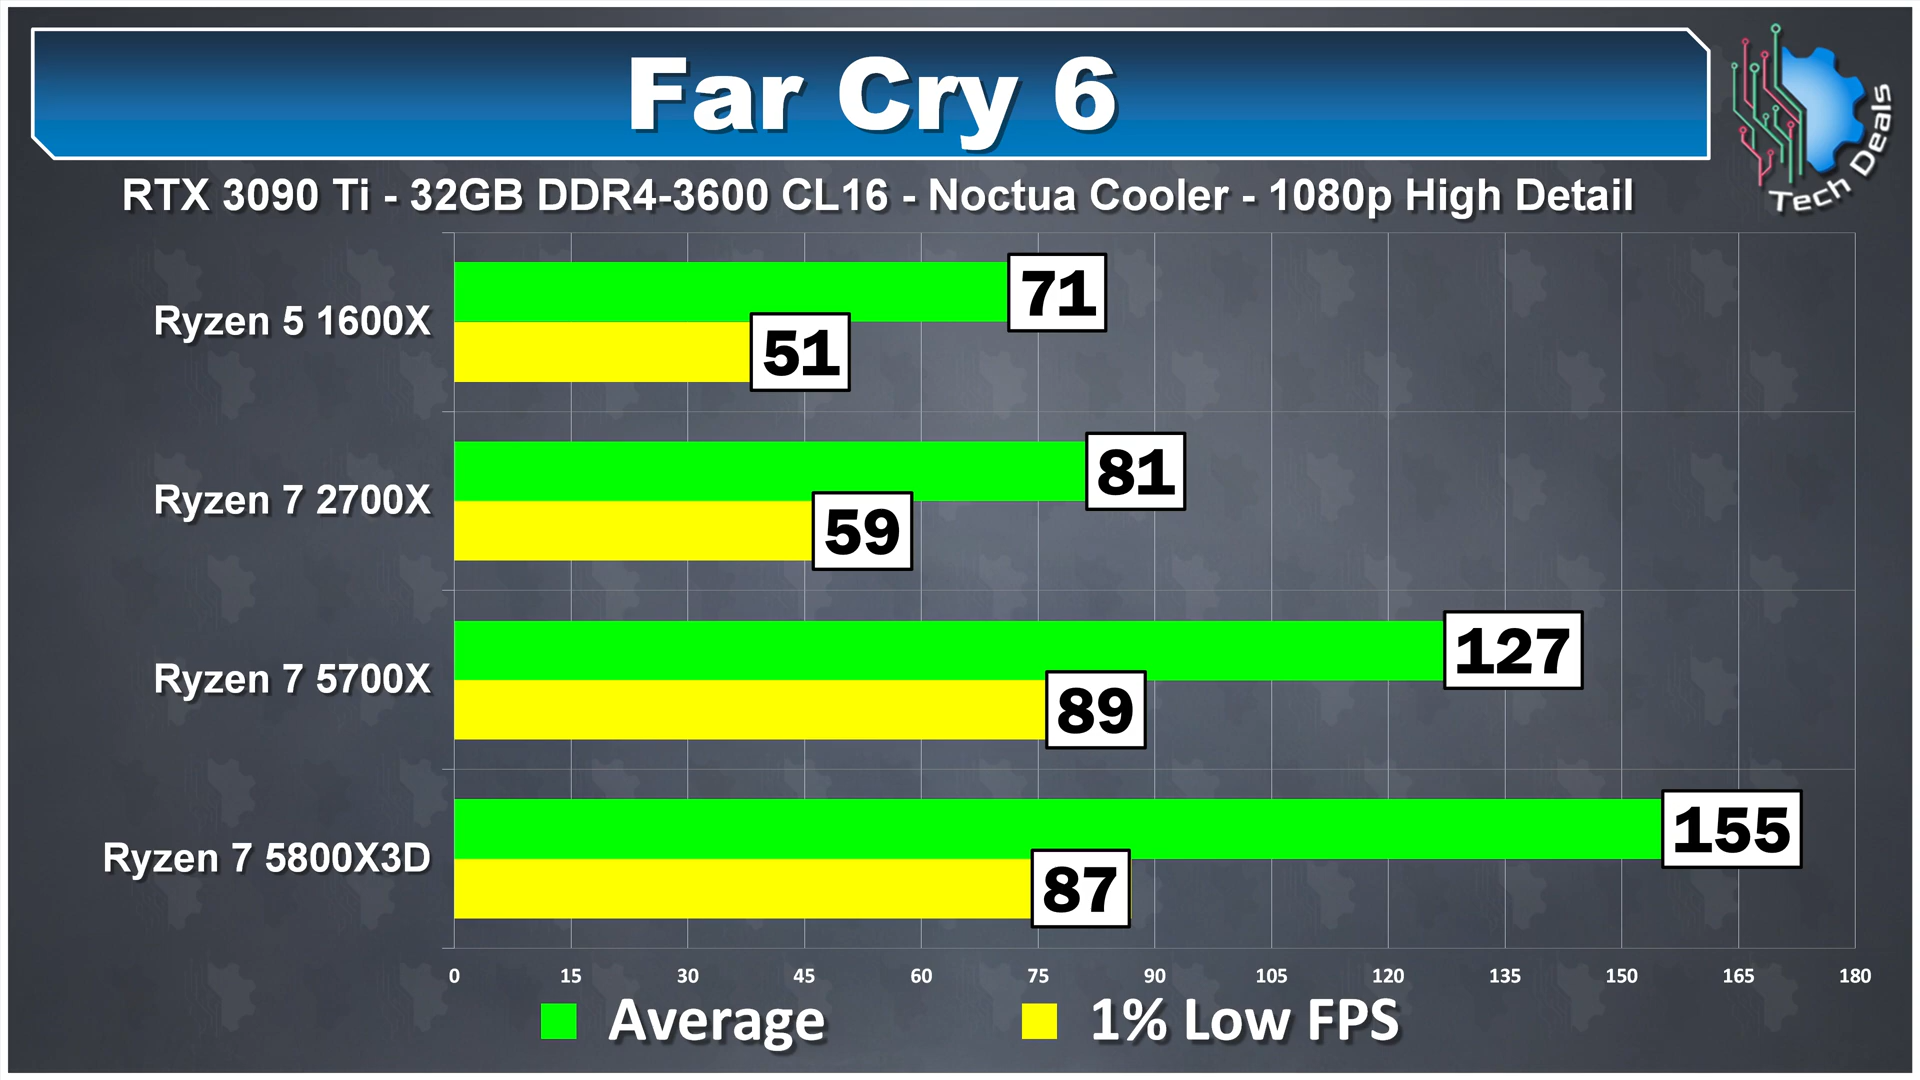 Far Cry 6
Tech Deals
RTX 3090 Ti - 32GB DDR4-3600 CL16 - Noctua Cooler - 1080p High Detail
Ryzen 5 1600X
71
51
Ryzen 7 2700X
81
59
Ryzen 7 5700X
127
89
Ryzen 7 5800X3D
155
87
0 15 30 45 60 75 90 105 120 135 150 165 180
Average 1% Low FPS